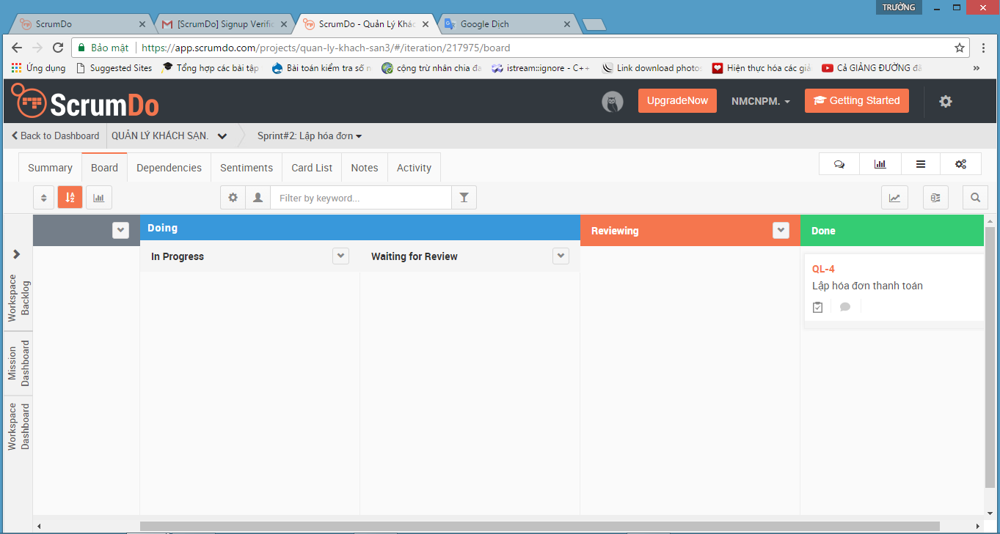 TRƯỜNG
ScrumDo
[ScrumDo] Signup Verific
ScrumDo - Quản Lý Khác
Google Dịch
Bảo mật
https://app.scrumdo.com/projects/quan-ly-khach-san3/#/iteration/217975/board
Ứng dụng
Suggested Sites
Tổng hợp các bài tập
Bài toán kiểm tra số n
cộng trừ nhân chia đa
istream::ignore - C++
Link download photos
Hiện thực hóa các giả
Cả GIẢNG ĐƯỜNG đã
»
ScrumDo
UpgradeNow
NMCNPM.
Getting Started
Back to Dashboard
QUẢN LÝ KHÁCH SẠN.
Sprint#2: Lập hóa đơn
Summary
Board
Dependencies
Sentiments
Card List
Notes
Activity
Filter by keyword...
Doing
Reviewing
Done
In Progress
Waiting for Review
QL-4
Lập hóa đơn thanh toán
Workspace
Backlog
Mission
Dashboard
Workspace
Dashboard